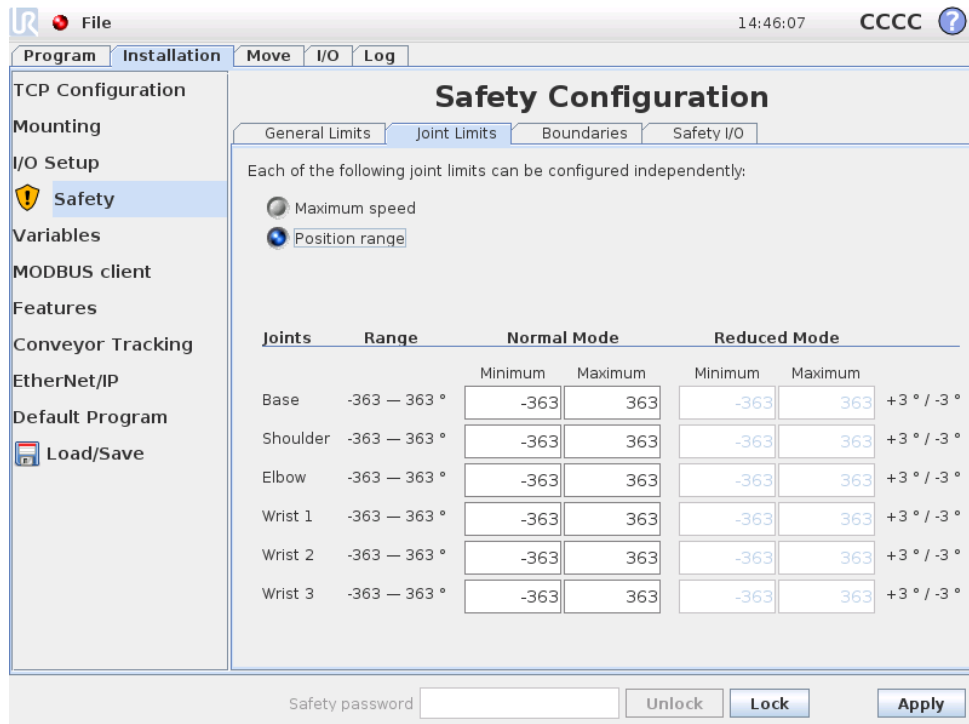 UR File 14:46:07 CCCC ?
Program Installation Move I/O Log
TCP Configuration
Mounting
I/O Setup
Safety
Variables
MODBUS client
Features
Conveyor Tracking
EtherNet/IP
Default Program
Load/Save
Safety Configuration
General Limits Joint Limits Boundaries Safety I/O
Each of the following joint limits can be configured independently:
Maximum speed
Position range
Joints Range Normal Mode Reduced Mode
Minimum Maximum Minimum Maximum
Base -363 — 363 ° -363 363 -363 363 +3 ° / -3 °
Shoulder -363 — 363 ° -363 363 -363 363 +3 ° / -3 °
Elbow -363 — 363 ° -363 363 -363 363 +3 ° / -3 °
Wrist 1 -363 — 363 ° -363 363 -363 363 +3 ° / -3 °
Wrist 2 -363 — 363 ° -363 363 -363 363 +3 ° / -3 °
Wrist 3 -363 — 363 ° -363 363 -363 363 +3 ° / -3 °
Safety password Unlock Lock Apply